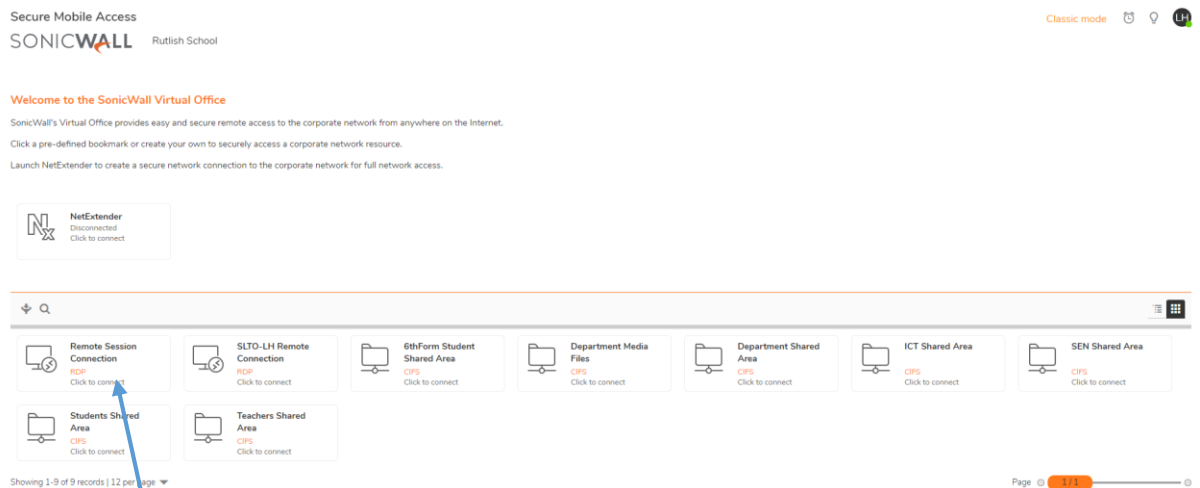 Secure Mobile Access
Classic mode
LH
SONICWALL Rutlish School
Welcome to the SonicWall Virtual Office
SonicWall's Virtual Office provides easy and secure remote access to the corporate network from anywhere on the Internet.
Click a pre-defined bookmark or create your own to securely access a corporate network resource.
Launch NetExtender to create a secure network connection to the corporate network for full network access.
NetExtender
Disconnected
Click to connect
Remote Session
Connection
RDP
Click to connect
SLTO-LH Remote
Connection
RDP
Click to connect
6thForm Student
Shared Area
CIFS
Click to connect
Department Media
Files
CIFS
Click to connect
Department Shared
Area
CIFS
Click to connect
ICT Shared Area
CIFS
Click to connect
SEN Shared Area
CIFS
Click to connect
Students Shared
Area
CIFS
Click to connect
Teachers Shared
Area
CIFS
Click to connect
Showing 1-9 of 9 records | 12 per page
Page 1/1